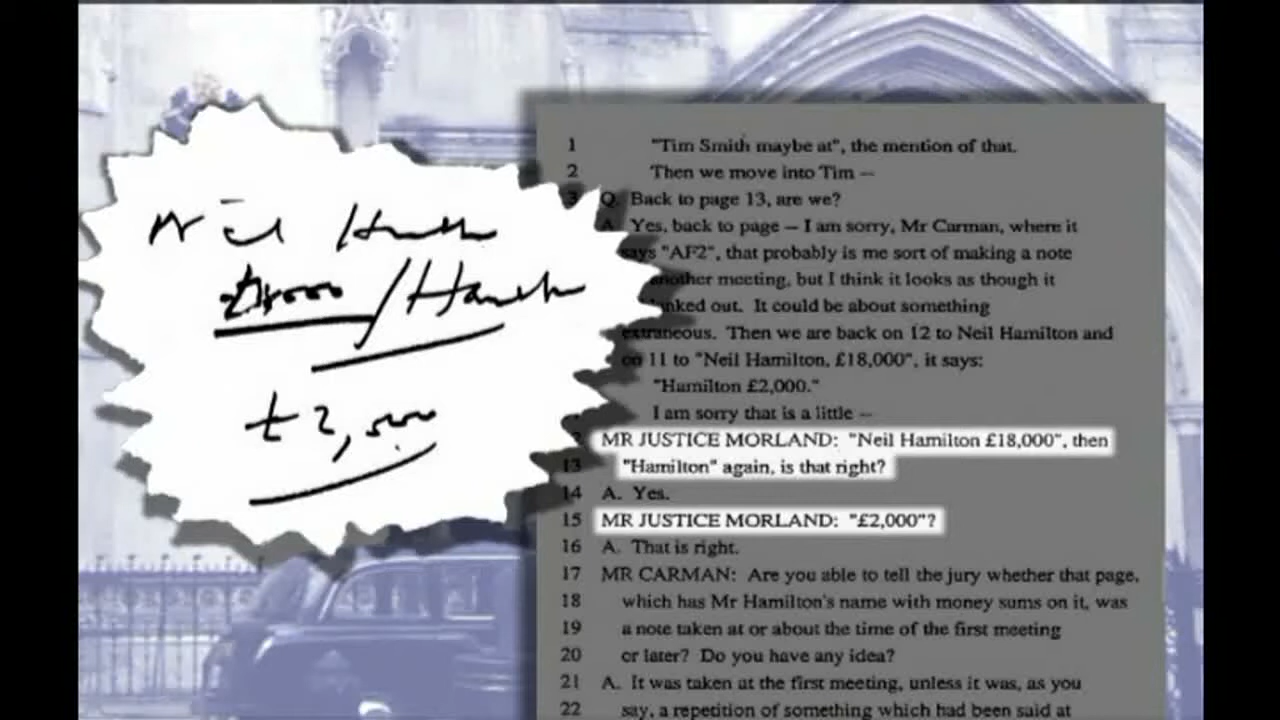 Neil Hamilton
£18000/Hamilton
£2,000
1 "Tim Smith maybe at", the mention of that.
2 Then we move into Tim –
3 Q. Back to page 13, are we?
A. Yes, back to page – I am sorry, Mr Carman, where it
says "AF2", that probably is me sort of making a note
another meeting, but I think it looks as though it
out. It could be about something
extraneous. Then we are back on 12 to Neil Hamilton and
on 11 to "Neil Hamilton, £18,000", it says:
"Hamilton £2,000."
I am sorry that is a little –
MR JUSTICE MORLAND: "Neil Hamilton £18,000", then
13 "Hamilton" again, is that right?
14 A. Yes.
15 MR JUSTICE MORLAND: "£2,000"?
16 A. That is right.
17 MR CARMAN: Are you able to tell the jury whether that page,
18 which has Mr Hamilton's name with money sums on it, was
19 a note taken at or about the time of the first meeting
20 or later? Do you have any idea?
21 A. It was taken at the first meeting, unless it was, as you
22 say, a repetition of something which had been said at